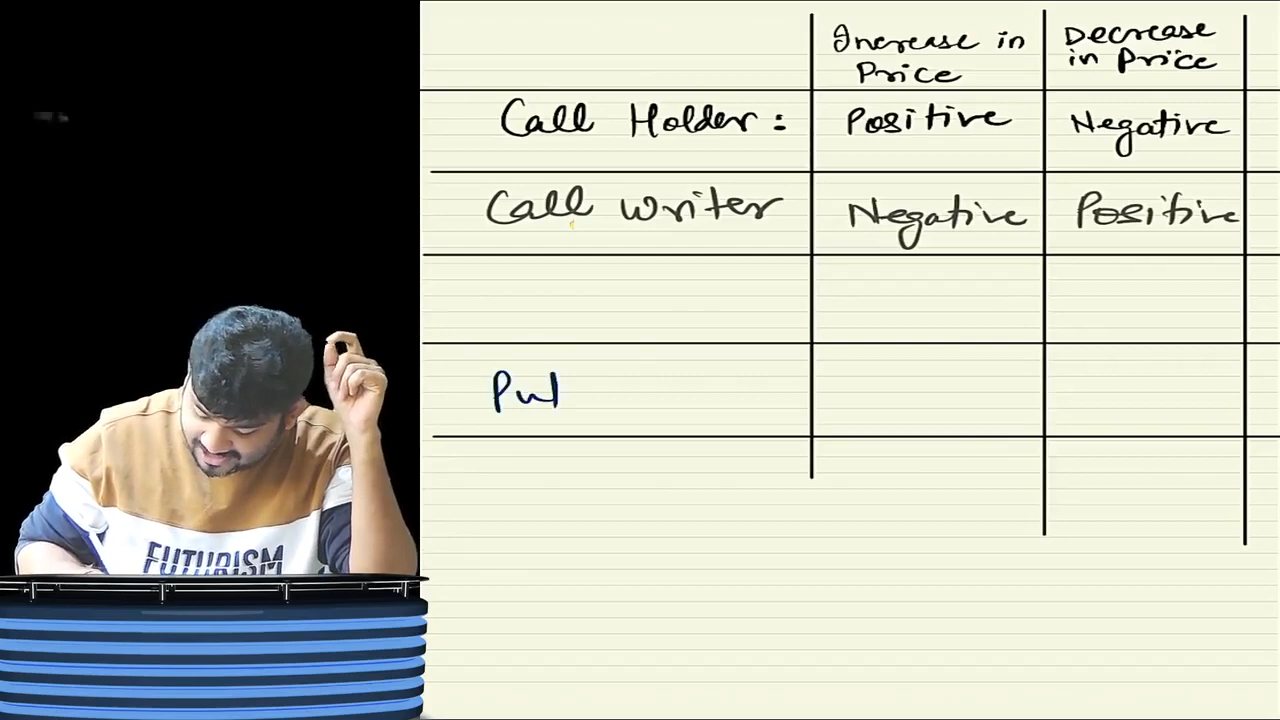 Increase in
Price
Decrease
in Price
Call Holder:
Positive
Negative
Call Writer
Negative
Positive
Put
FUTURISM